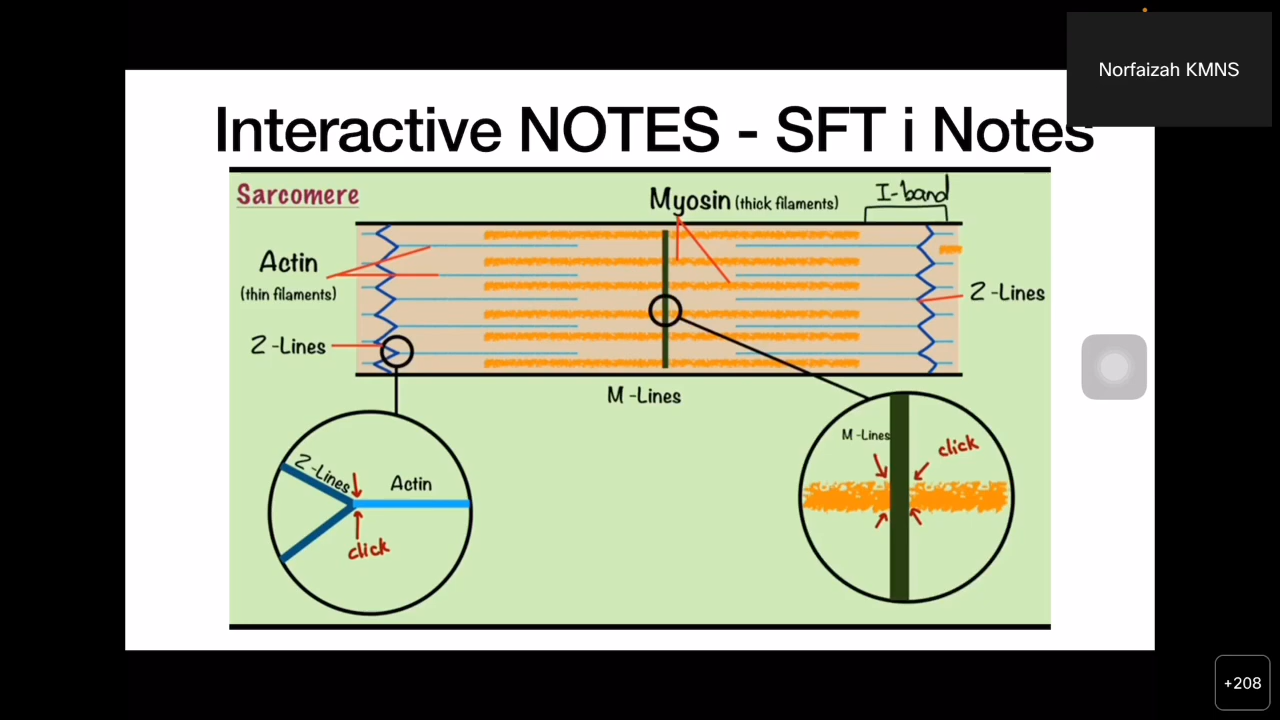 Norfaizah KMNS
Interactive NOTES - SFT i Notes
Sarcomere
Myosin (thick filaments)
I-band
Actin
(thin filaments)
Z -Lines
Z -Lines
M -Lines
M -Lines
click
Z -Lines
Actin
click
+208